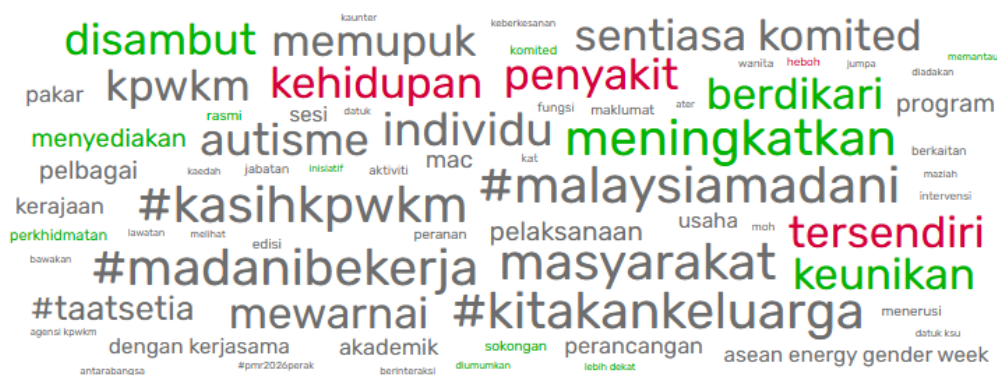 kaunter keberkesanan
disambut memupuk komited sentiasa komited
wanita heboh jumpa memantau
pakar kpwkm kehidupan penyakit diadakan
rasmi sesi datuk fungsi maklumat ater berdikari program
menyediakan autisme individu meningkatkan
pelbagai mac kat berkaitan
kaedah jabatan inisiatif aktiviti maziah
kerajaan #kasihkpwkm #malaysiamadani intervensi
perkhidmatan lawatan melihat peranan pelaksanaan usaha moh tersendiri
bawakan edisi
#madanibekerja masyarakat keunikan
#taatsetia mewarnai #kitakankeluarga menerusi
agensi kpwkm datuk ksu
dengan kerjasama akademik sokongan perancangan asean energy gender week
antarabangsa #pmr2026perak berinteraksi diumumkan lebih dekat